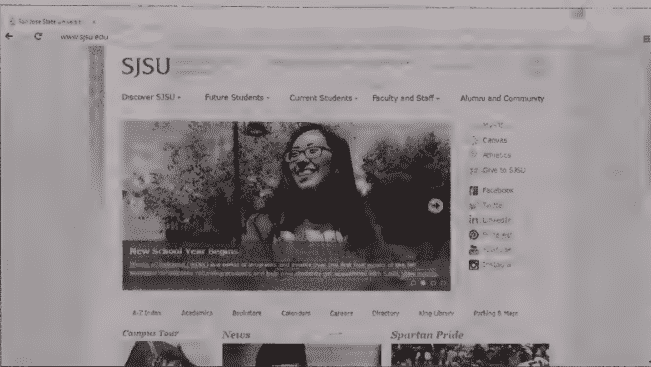 www.sjsu.edu
SJSU
Discover SJSU
Future Students
Current Students
Faculty and Staff
Alumni and Community
Canvas
Athletics
Give to SJSU
Facebook
Twitter
LinkedIn
Pinterest
YouTube
Instagram
New School Year Begins
A-Z Index Academics Bookstore Calendars Careers Directory King Library Parking & Maps
Campus Tour
News
Spartan Pride